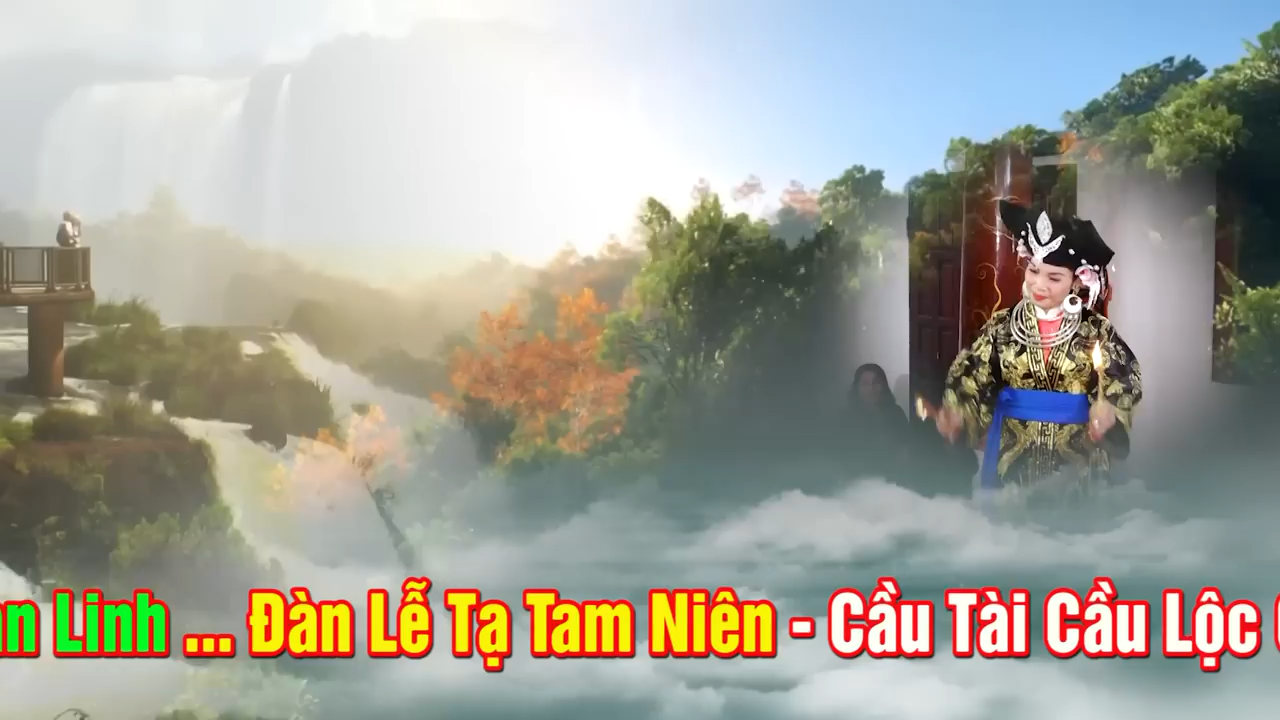 Linh ... Đàn Lễ Tạ Tam Niên - Cầu Tài Cầu Lộc